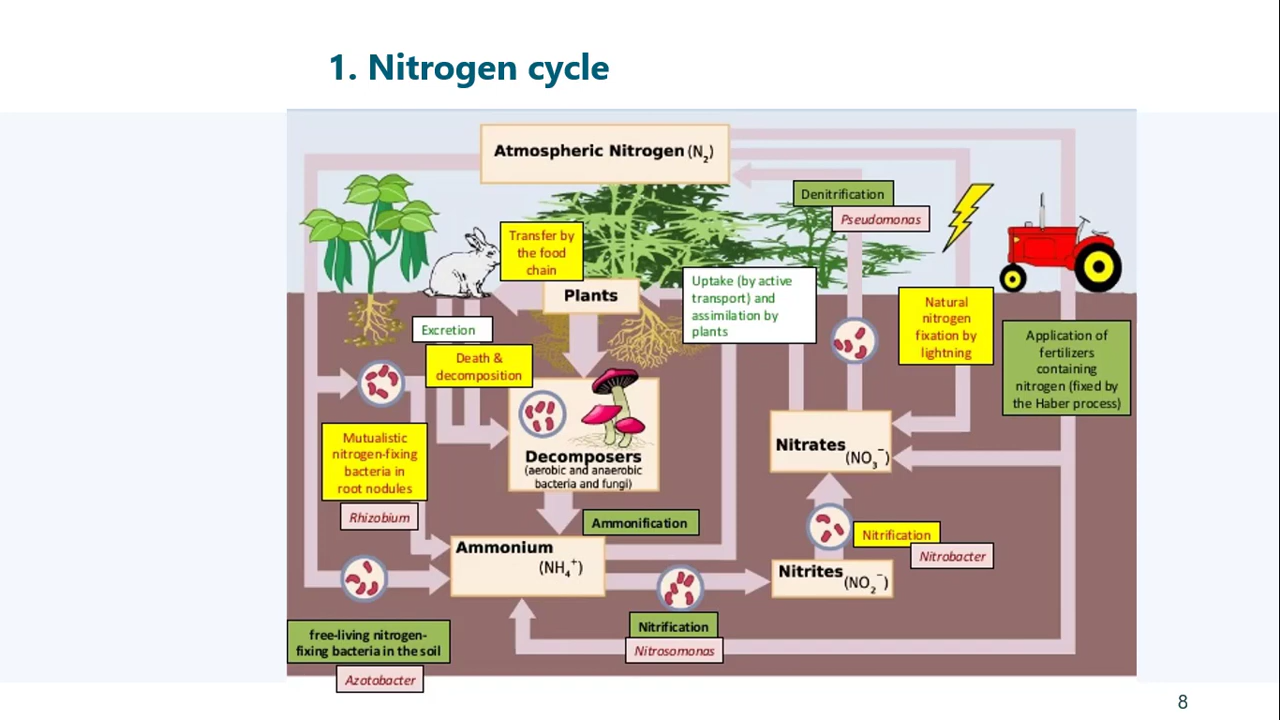 1. Nitrogen cycle
Atmospheric Nitrogen (N₂)
Denitrification
Pseudomonas
Transfer by
the food
chain
Plants
Uptake (by active
transport) and
assimilation by
plants
Natural
nitrogen
fixation by
lightning
Application of
fertilizers
containing
nitrogen (fixed by
the Haber process)
Excretion
Death &
decomposition
Mutualistic
nitrogen-fixing
bacteria in
root nodules
Rhizobium
Decomposers
(aerobic and anaerobic
bacteria and fungi)
Nitrates
(NO₃⁻)
Ammonification
Nitrification
Nitrobacter
Ammonium
(NH₄⁺)
Nitrites (NO₂⁻)
Nitrification
Nitrosomonas
free-living nitrogen-
fixing bacteria in the soil
Azotobacter
8